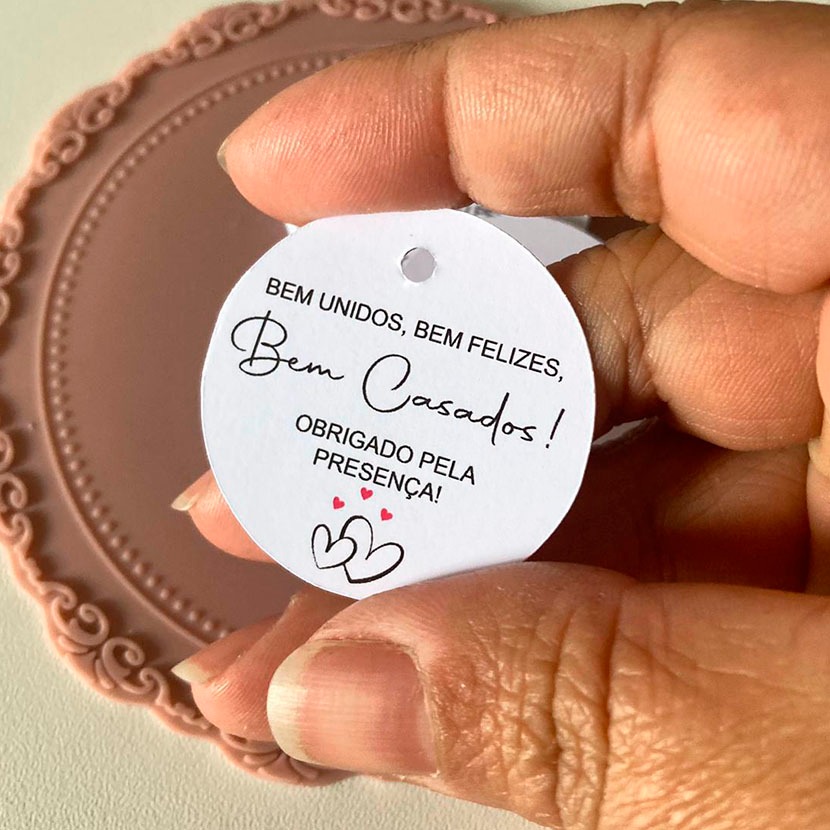 BEM UNIDOS, BEM FELIZES,
Bem Casados!
OBRIGADO PELA
PRESENÇA!